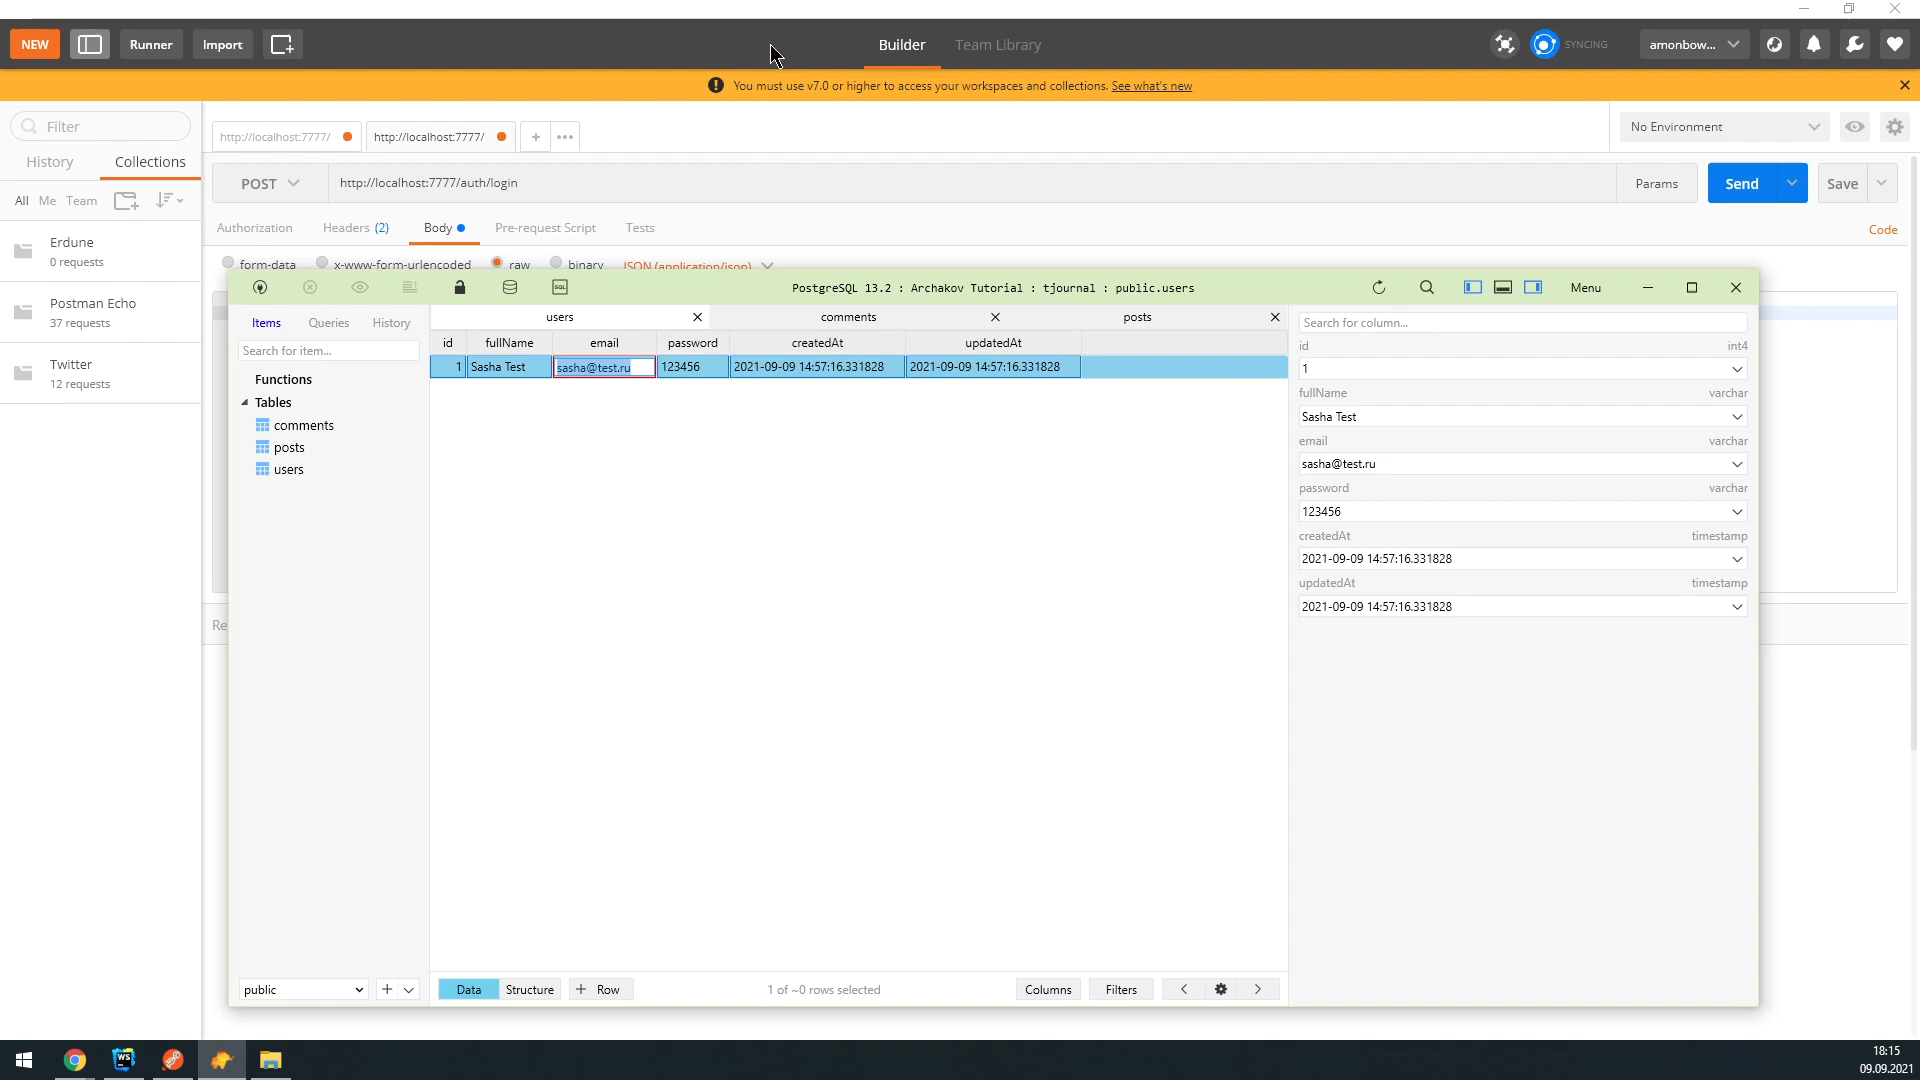 NEW
Runner
Import
Builder
Team Library
SYNCING
amonbow...
You must use v7.0 or higher to access your workspaces and collections. See what's new
Filter
History
Collections
All
Me
Team
Erdune
0 requests
Postman Echo
37 requests
Twitter
12 requests
http://localhost:7777/
http://localhost:7777/
No Environment
POST
http://localhost:7777/auth/login
Params
Send
Save
Authorization
Headers (2)
Body
Pre-request Script
Tests
Code
form-data
x-www-form-urlencoded
raw
binary
JSON (application/json)
Re
SQL
PostgreSQL 13.2 : Archakov Tutorial : tjournal : public.users
Menu
Items
Queries
History
Search for item...
Functions
Tables
comments
posts
users
users
comments
posts
id fullName email password createdAt updatedAt
1 Sasha Test sasha@test.ru 123456 2021-09-09 14:57:16.331828 2021-09-09 14:57:16.331828
Search for column...
id int4
1
fullName varchar
Sasha Test
email varchar
sasha@test.ru
password varchar
123456
createdAt timestamp
2021-09-09 14:57:16.331828
updatedAt timestamp
2021-09-09 14:57:16.331828
public
Data
Structure
+ Row
1 of ~0 rows selected
Columns
Filters
WS
18:15
09.09.2021